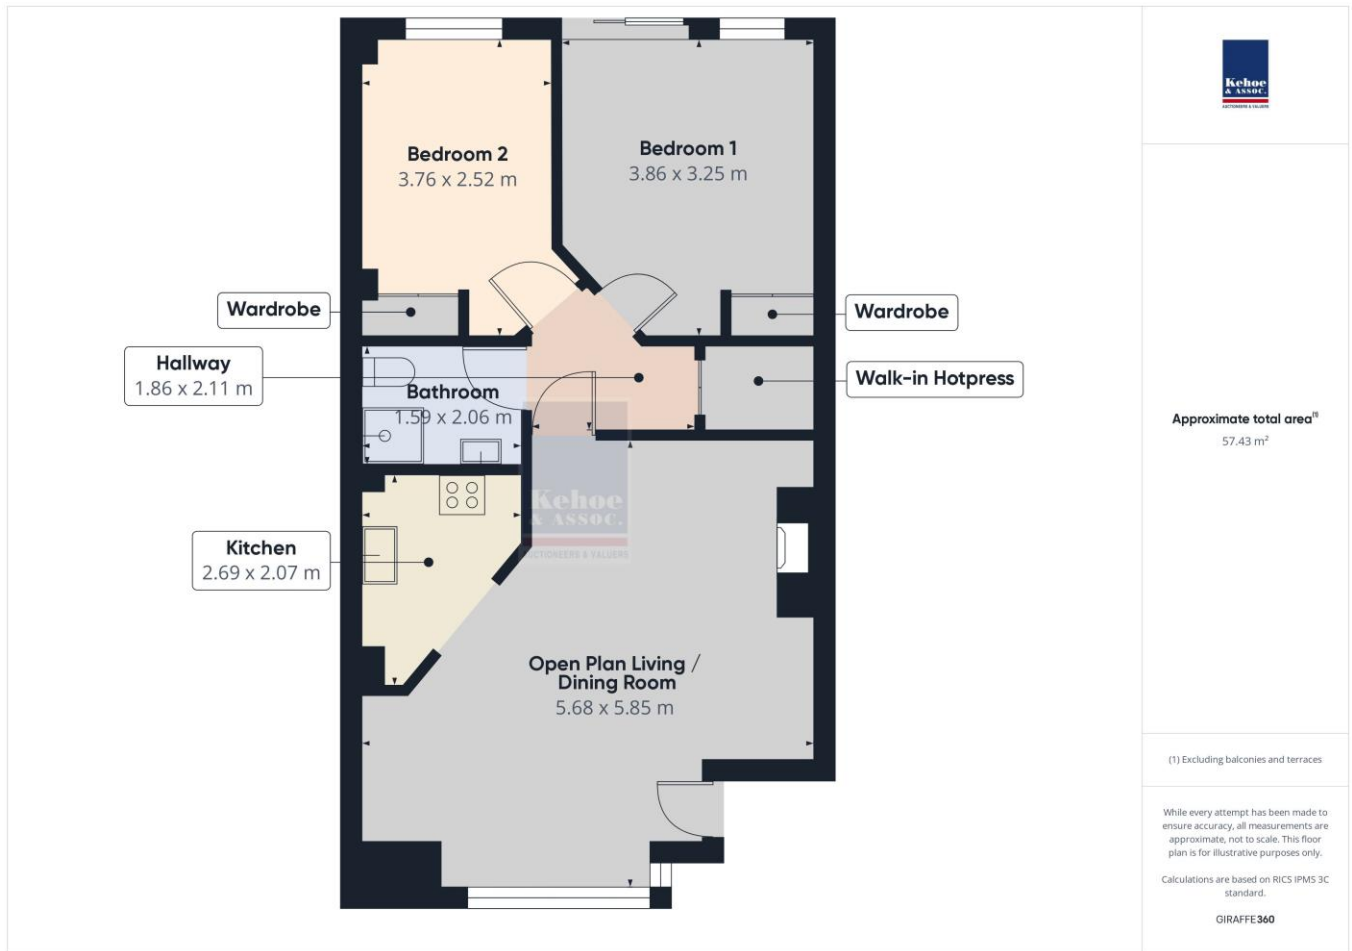 Bedroom 2
3.76 x 2.52 m
Bedroom 1
3.86 x 3.25 m
Wardrobe
Wardrobe
Hallway
1.86 x 2.11 m
Bathroom
1.59 x 2.06 m
Walk-in Hotpress
Kehoe
& ASSOC.
AUCTIONEERS & VALUERS
Kitchen
2.69 x 2.07 m
Open Plan Living /
Dining Room
5.68 x 5.85 m
Kehoe
& ASSOC.
AUCTIONEERS & VALUERS
Approximate total area(1)
57.43 m²
(1) Excluding balconies and terraces
While every attempt has been made to
ensure accuracy, all measurements are
approximate, not to scale. This floor
plan is for illustrative purposes only.
Calculations are based on RICS IPMS 3C
standard.
GIRAFFE360